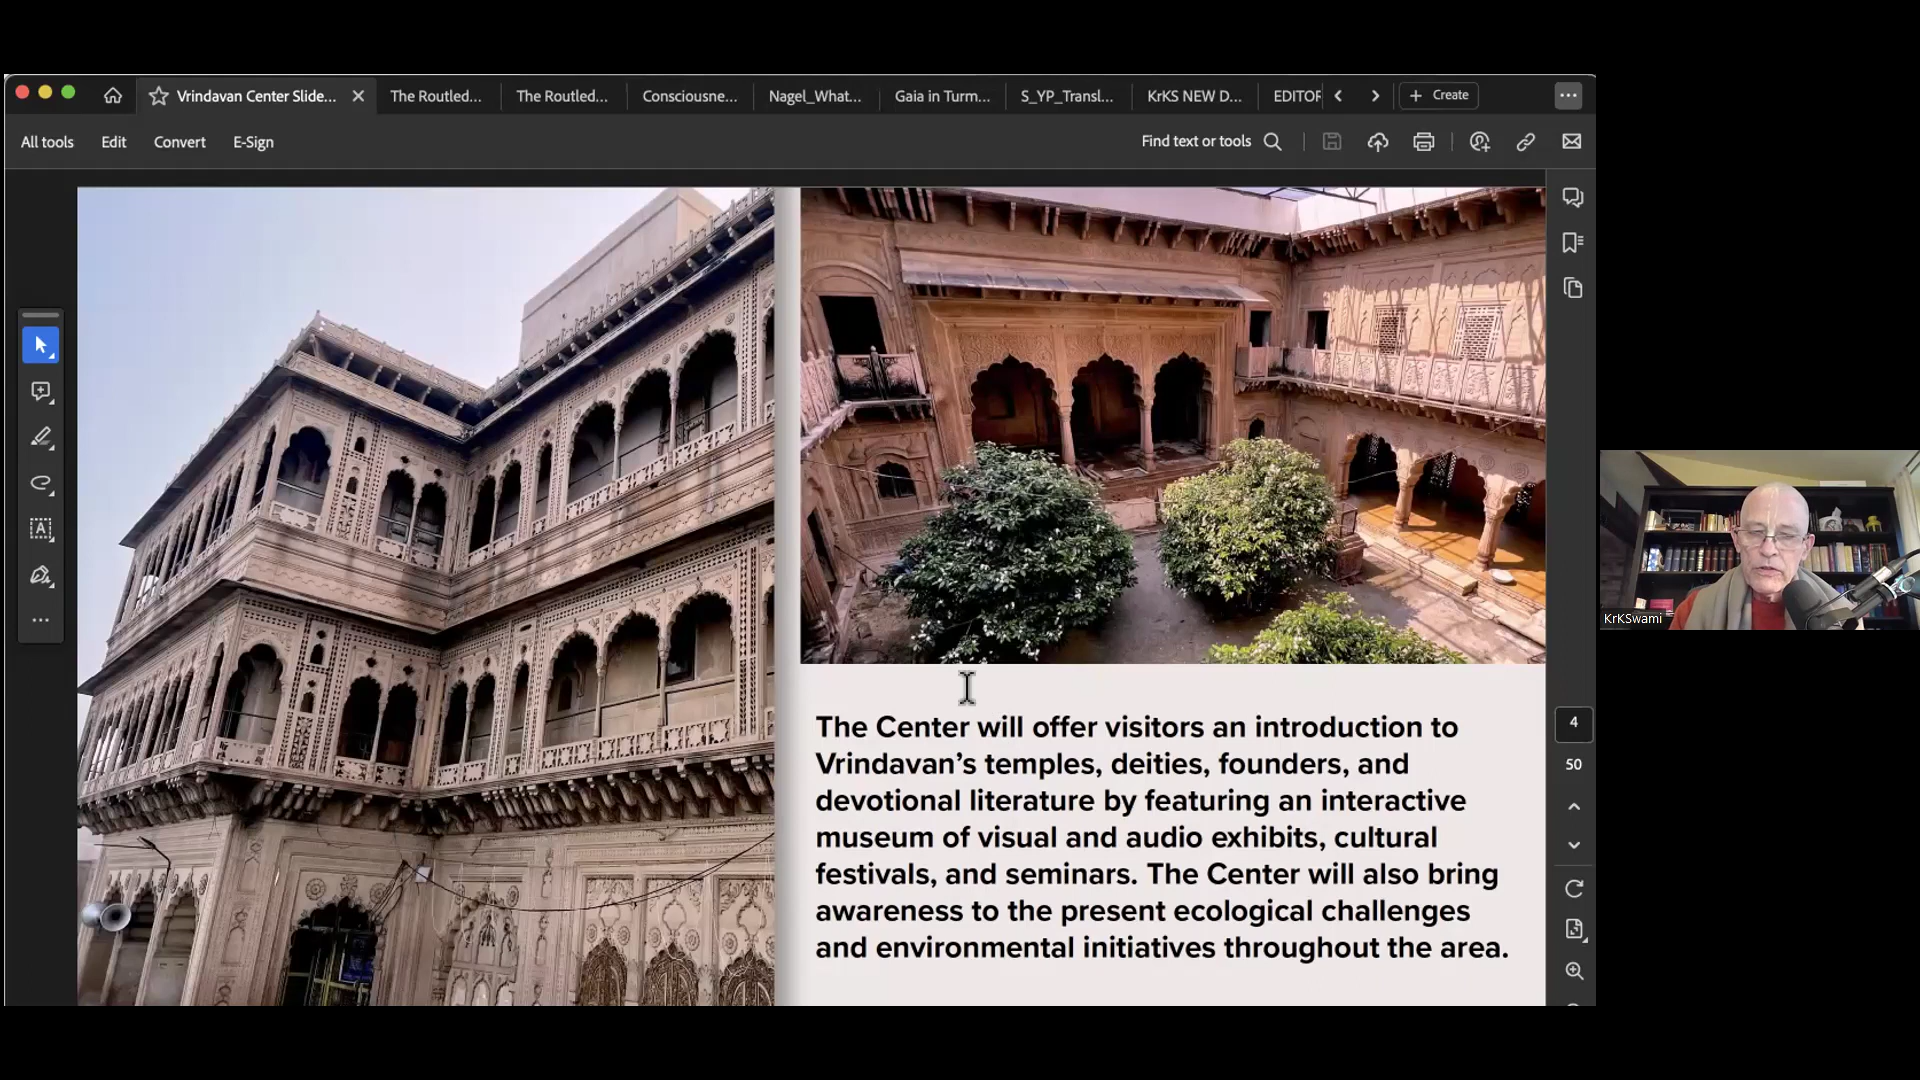 Vrindavan Center Slide...
The Routled...
The Routled...
Consciousne...
Nagel_What...
Gaia in Turm...
S_YP_Transl...
KrKS NEW D...
EDITOR
Create
All tools
Edit
Convert
E-Sign
Find text or tools
The Center will offer visitors an introduction to
Vrindavan's temples, deities, founders, and
devotional literature by featuring an interactive
museum of visual and audio exhibits, cultural
festivals, and seminars. The Center will also bring
awareness to the present ecological challenges
and environmental initiatives throughout the area.
4
50
KrKSwami